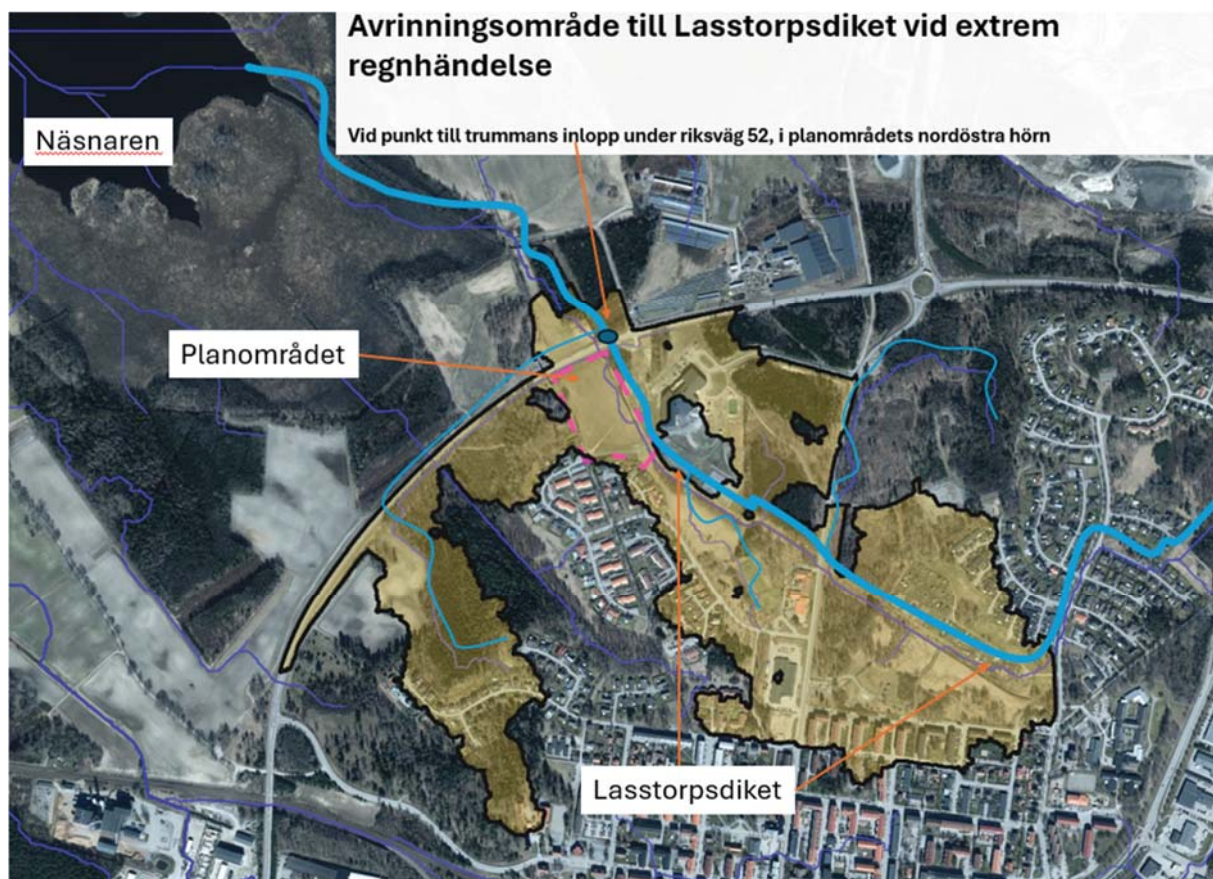 Avrinningsområde till Lasstorpsdiket vid extrem
regnhändelse
Vid punkt till trummans inlopp under riksväg 52, i planområdets nordöstra hörn
Näsnaren
Planområdet
Lasstorpsdiket